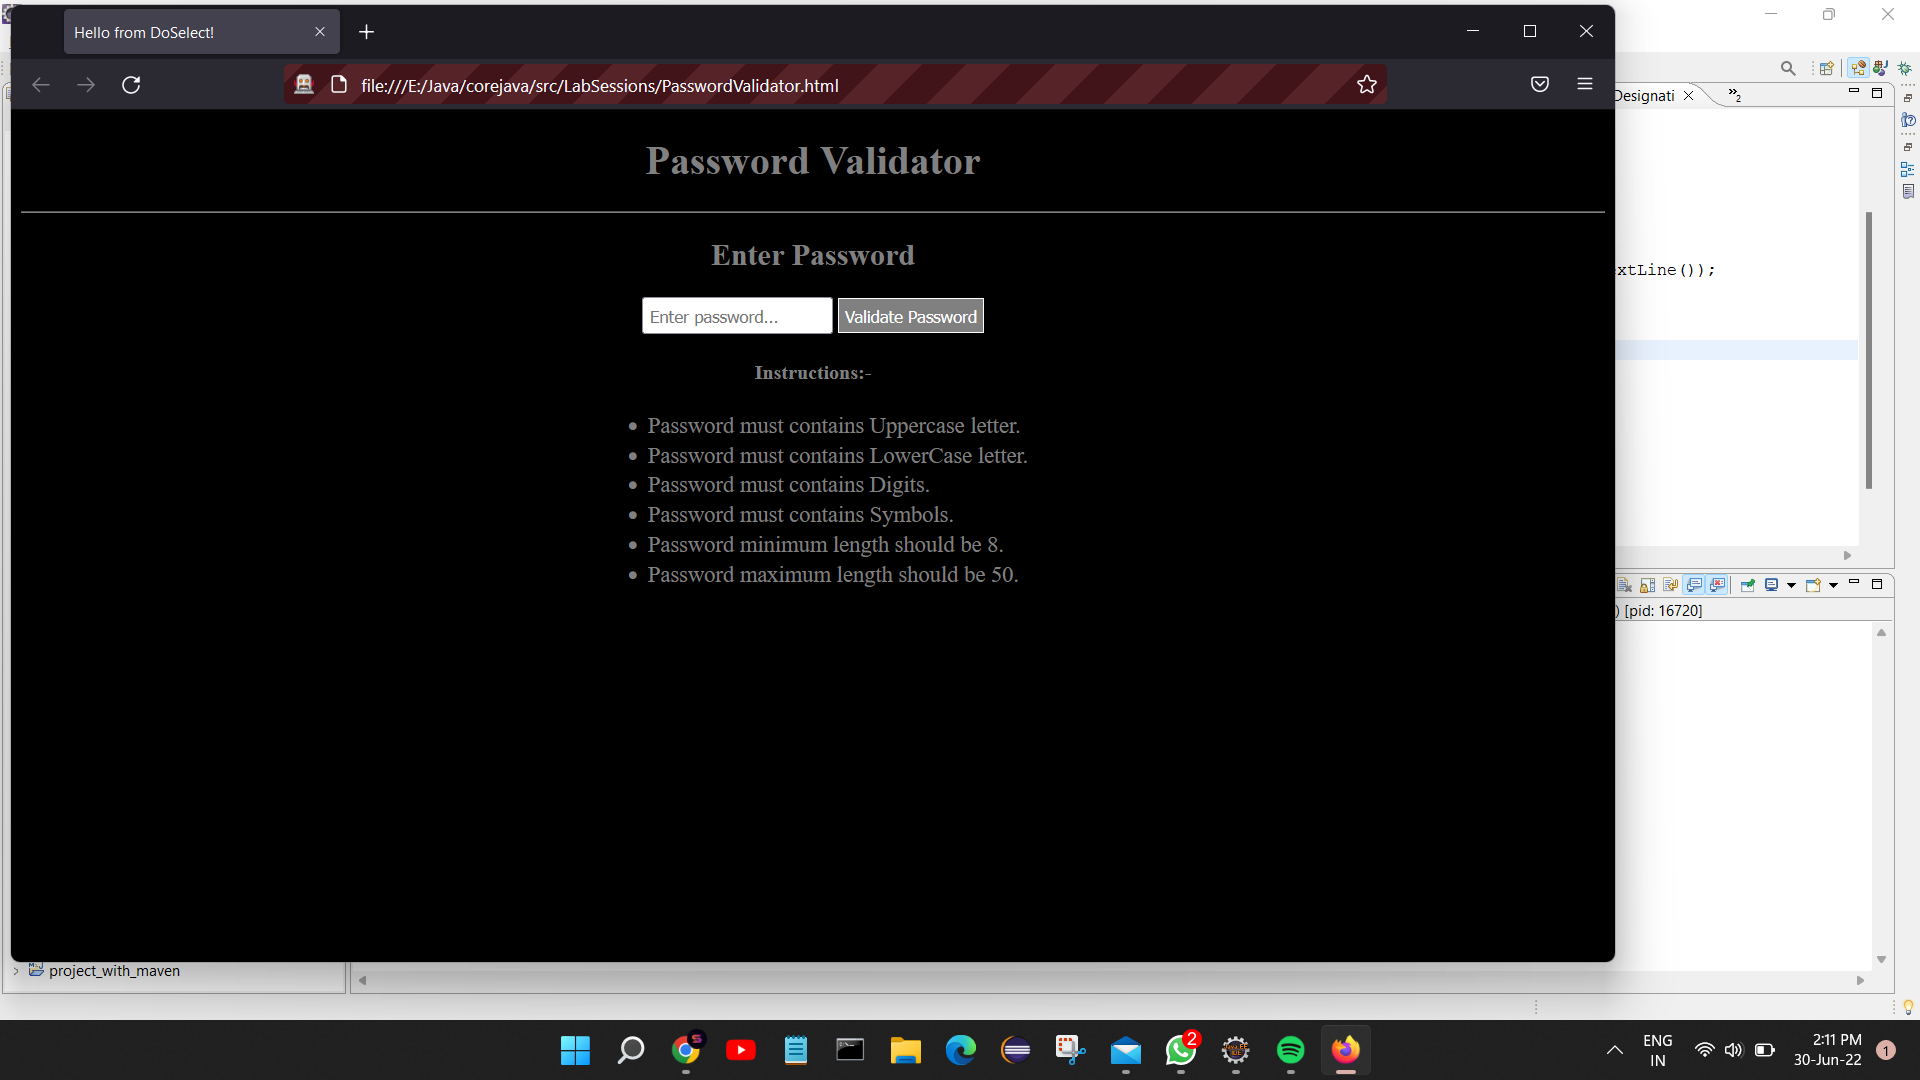 Hello from DoSelect!
file:///E:/Java/corejava/src/LabSessions/PasswordValidator.html
Designati
2
Password Validator
Enter Password
xtLine());
Enter password...
Validate Password
Instructions:-
• Password must contains Uppercase letter.
• Password must contains LowerCase letter.
• Password must contains Digits.
• Password must contains Symbols.
• Password minimum length should be 8.
• Password maximum length should be 50.
) [pid: 16720]
project_with_maven
2
ENG
IN
2:11 PM
30-Jun-22
1